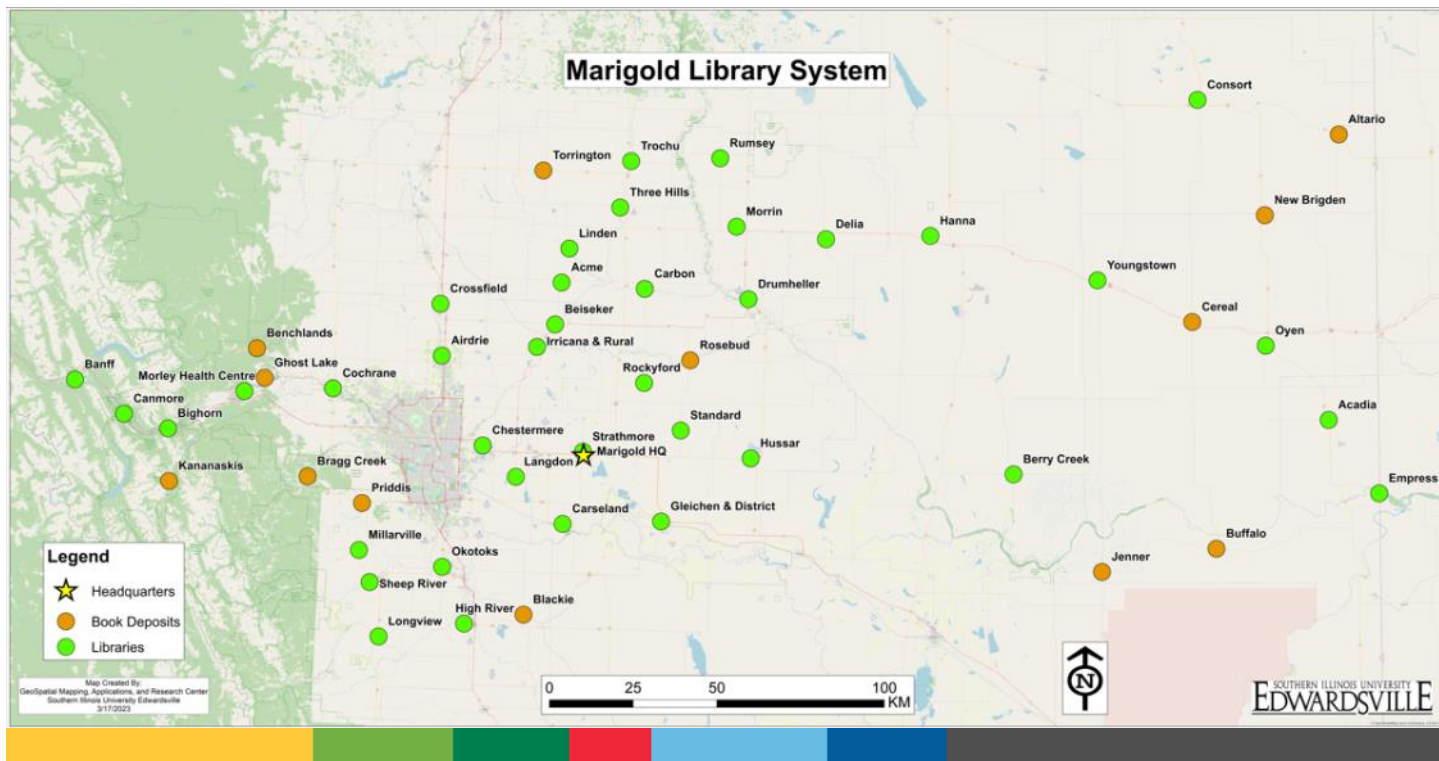 Marigold Library System
Consort
Altario
Trochu
Rumsey
Torrington
Three Hills
New Brigden
Morrin
Delia
Hanna
Linden
Acme
Carbon
Youngstown
Drumheller
Crossfield
Beiseker
Cereal
Oyen
Benchlands
Airdrie
Irricana & Rural
Rosebud
Ghost Lake
Banff
Morley Health Centre
Cochrane
Rockyford
Canmore
Bighorn
Standard
Acadia
Chestermere
Strathmore
Marigold HQ
Hussar
Kananaskis
Bragg Creek
Langdon
Berry Creek
Empress
Priddis
Carseland
Gleichen & District
Millarville
Okotoks
Buffalo
Jenner
Sheep River
High River
Blackie
Longview
Legend
Headquarters
Book Deposits
Libraries
Map Created By:
GeoSpatial Mapping, Applications, and Research Center
Southern Illinois University Edwardsville
3/17/2023
0 25 50 100
KM
N
SOUTHERN ILLINOIS UNIVERSITY
EDWARDSVILLE